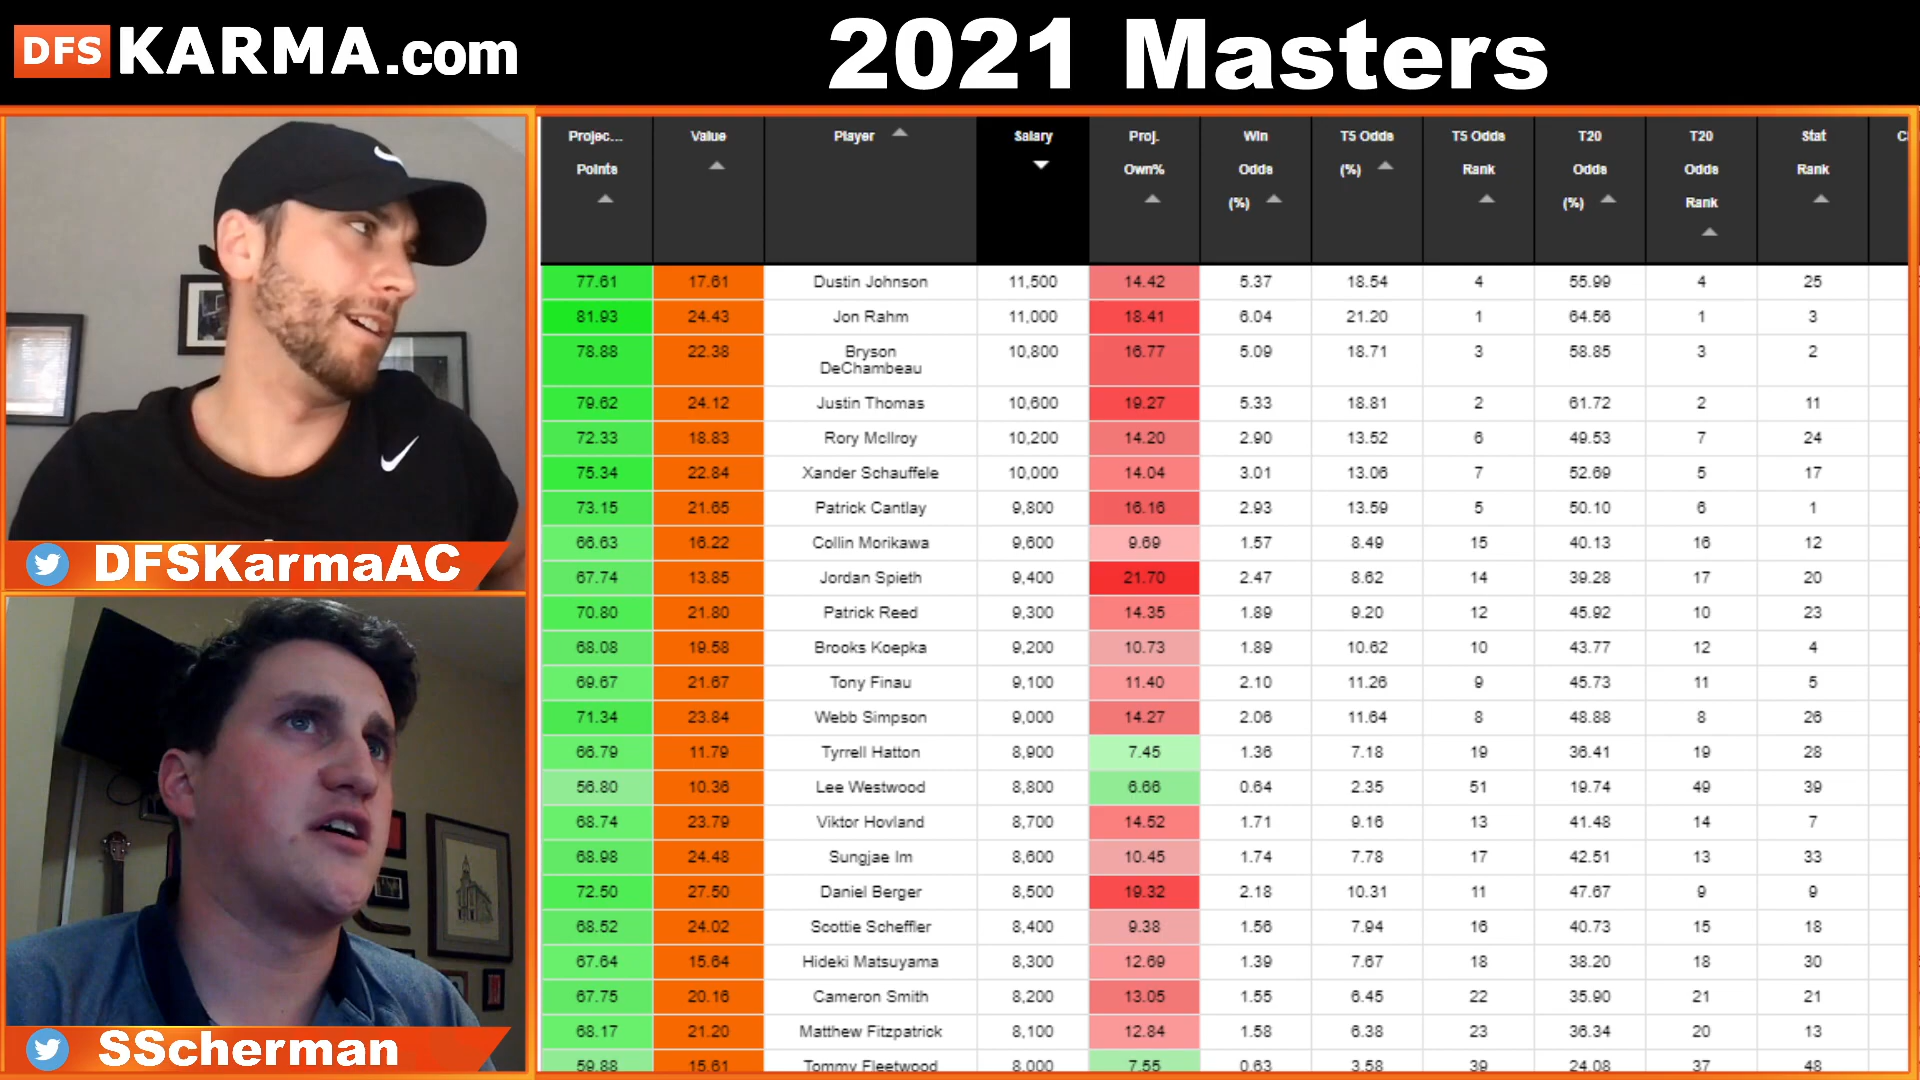 DFS KARMA.com
2021 Masters
DFSKarmaAC
SScherman
Projec... Points Value Player Salary Proj. Own% Win Odds (%) T5 Odds (%) T5 Odds Rank T20 Odds (%) T20 Odds Rank Stat Rank C
77.61 17.61 Dustin Johnson 11,500 14.42 5.37 18.54 4 55.99 4 25
81.93 24.43 Jon Rahm 11,000 18.41 6.04 21.20 1 64.56 1 3
78.88 22.38 Bryson DeChambeau 10,800 16.77 5.09 18.71 3 58.85 3 2
79.62 24.12 Justin Thomas 10,600 19.27 5.33 18.81 2 61.72 2 11
72.33 18.83 Rory McIlroy 10,200 14.20 2.90 13.52 6 49.53 7 24
75.34 22.84 Xander Schauffele 10,000 14.04 3.01 13.06 7 52.69 5 17
73.15 21.65 Patrick Cantlay 9,800 16.16 2.93 13.59 5 50.10 6 1
66.63 16.22 Collin Morikawa 9,600 9.69 1.57 8.49 15 40.13 16 12
67.74 13.85 Jordan Spieth 9,400 21.70 2.47 8.62 14 39.28 17 20
70.80 21.80 Patrick Reed 9,300 14.35 1.89 9.20 12 45.92 10 23
68.08 19.58 Brooks Koepka 9,200 10.73 1.89 10.62 10 43.77 12 4
69.67 21.67 Tony Finau 9,100 11.40 2.10 11.26 9 45.73 11 5
71.34 23.84 Webb Simpson 9,000 14.27 2.06 11.64 8 48.88 8 26
66.79 11.79 Tyrrell Hatton 8,900 7.45 1.36 7.18 19 36.41 19 28
56.80 10.36 Lee Westwood 8,800 6.66 0.64 2.35 51 19.74 49 39
68.74 23.79 Viktor Hovland 8,700 14.52 1.71 9.16 13 41.48 14 7
68.98 24.48 Sungjae Im 8,600 10.45 1.74 7.78 17 42.51 13 33
72.50 27.50 Daniel Berger 8,500 19.32 2.18 10.31 11 47.67 9 9
68.52 24.02 Scottie Scheffler 8,400 9.38 1.56 7.94 16 40.73 15 18
67.64 15.64 Hideki Matsuyama 8,300 12.69 1.39 7.67 18 38.20 18 30
67.75 20.16 Cameron Smith 8,200 13.05 1.55 6.45 22 35.90 21 21
68.17 21.20 Matthew Fitzpatrick 8,100 12.84 1.58 6.38 23 36.34 20 13
59.88 15.61 Tommy Fleetwood 8,000 7.55 0.63 3.58 39 24.08 37 48